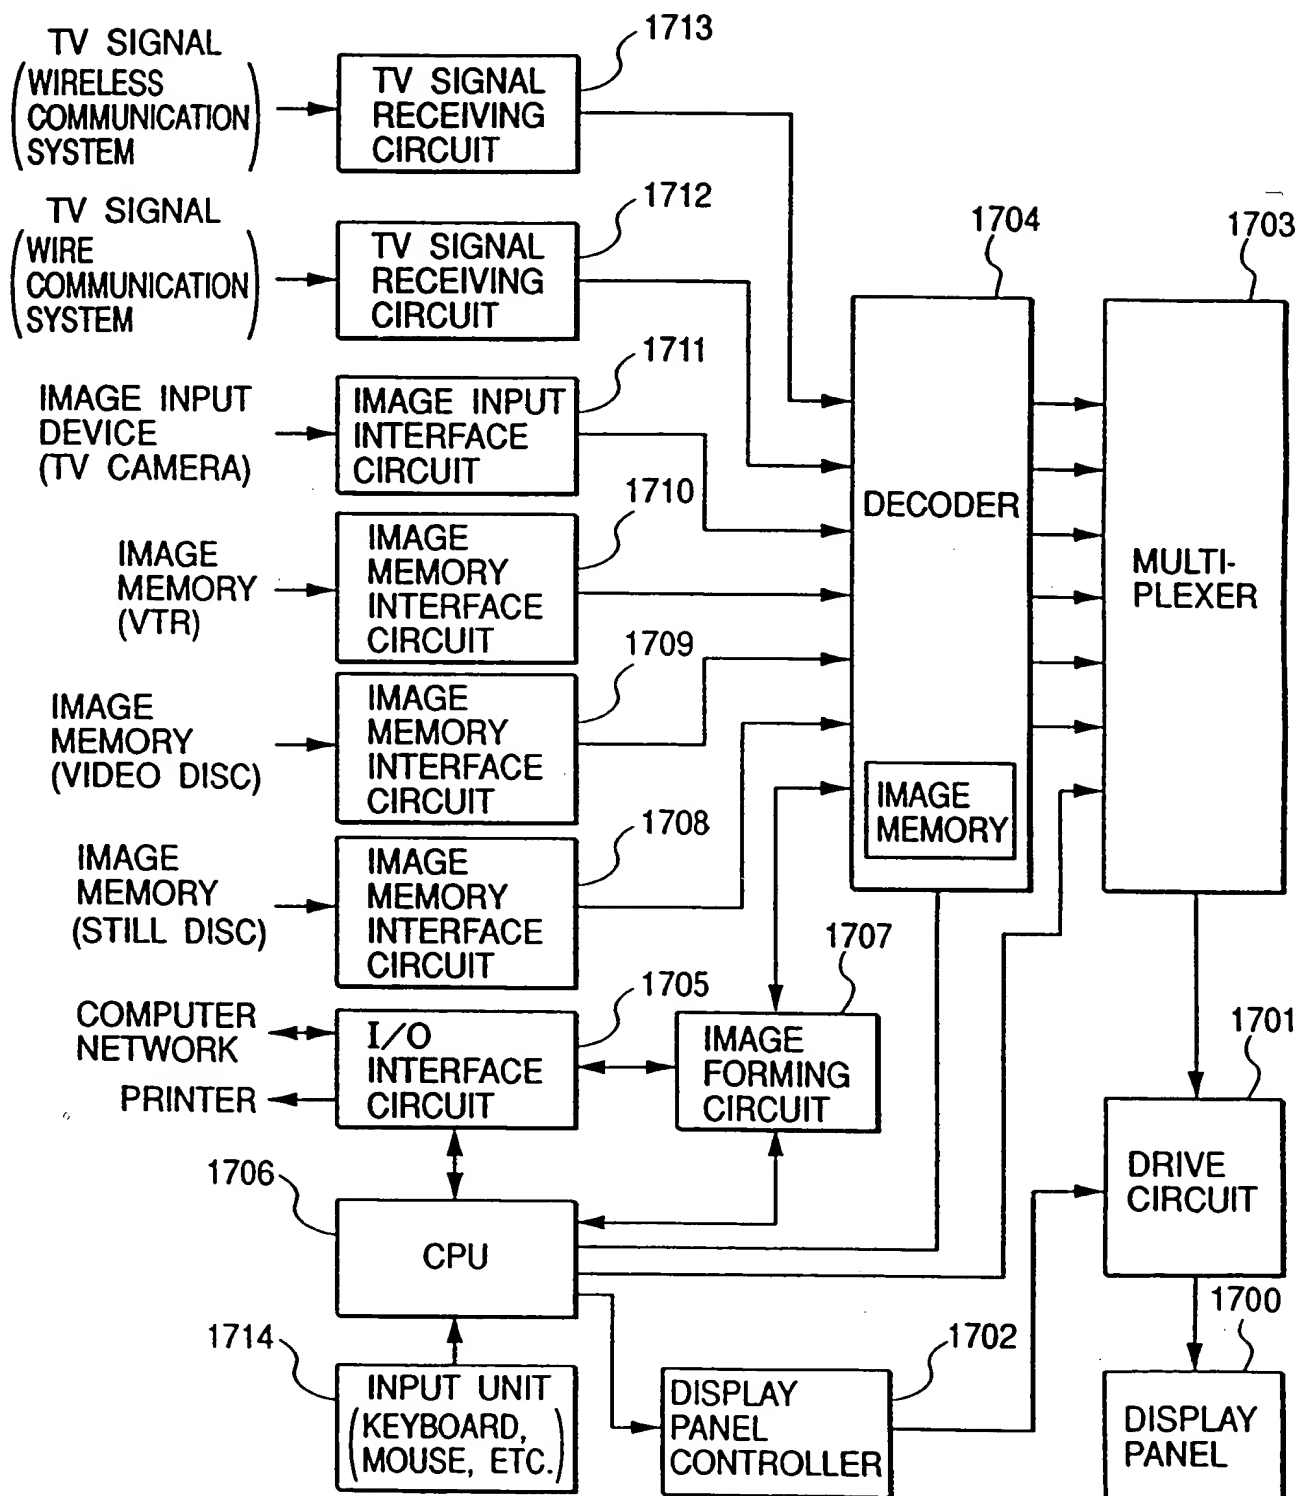 TV SIGNAL
(WIRELESS
COMMUNICATION
SYSTEM)
TV SIGNAL
RECEIVING
CIRCUIT
1713
TV SIGNAL
(WIRE
COMMUNICATION
SYSTEM)
TV SIGNAL
RECEIVING
CIRCUIT
1712
IMAGE INPUT
DEVICE
(TV CAMERA)
IMAGE INPUT
INTERFACE
CIRCUIT
1711
IMAGE
MEMORY
(VTR)
IMAGE
MEMORY
INTERFACE
CIRCUIT
1710
IMAGE
MEMORY
(VIDEO DISC)
IMAGE
MEMORY
INTERFACE
CIRCUIT
1709
IMAGE
MEMORY
(STILL DISC)
IMAGE
MEMORY
INTERFACE
CIRCUIT
1708
1704
DECODER
IMAGE
MEMORY
1703
MULTI-
PLEXER
COMPUTER
NETWORK
PRINTER
I/O
INTERFACE
CIRCUIT
1705
IMAGE
FORMING
CIRCUIT
1707
1701
DRIVE
CIRCUIT
1706
CPU
1714
INPUT UNIT
(KEYBOARD,
MOUSE, ETC.)
DISPLAY
PANEL
CONTROLLER
1702
1700
DISPLAY
PANEL